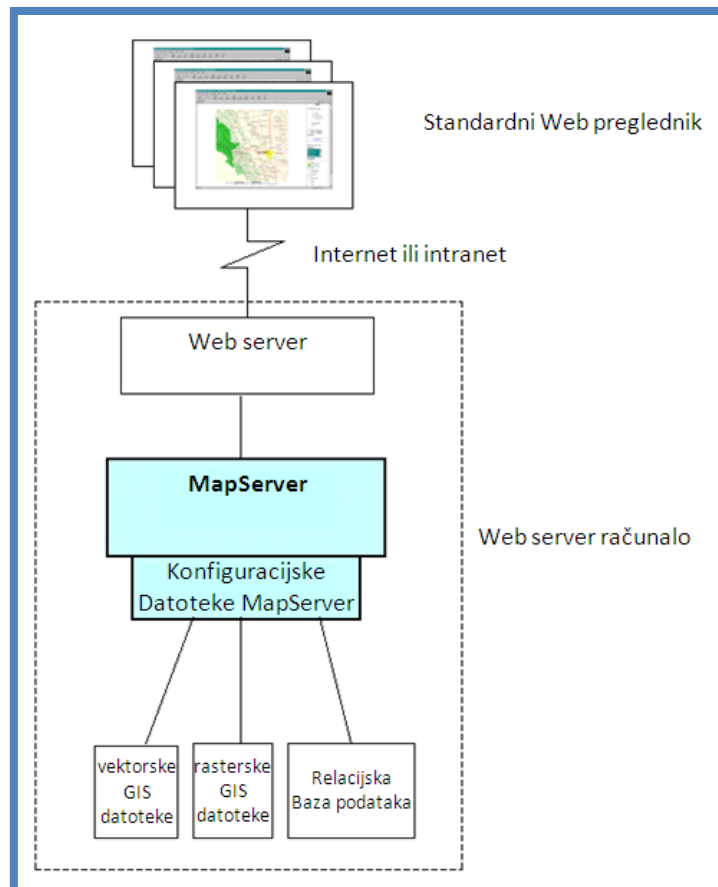 Standardni Web preglednik
Internet ili intranet
Web server
MapServer
Konfiguracijske
Datoteke MapServer
Web server računalo
vektorske
GIS
datoteke
rasterske
GIS
datoteke
Relacijska
Baza podataka